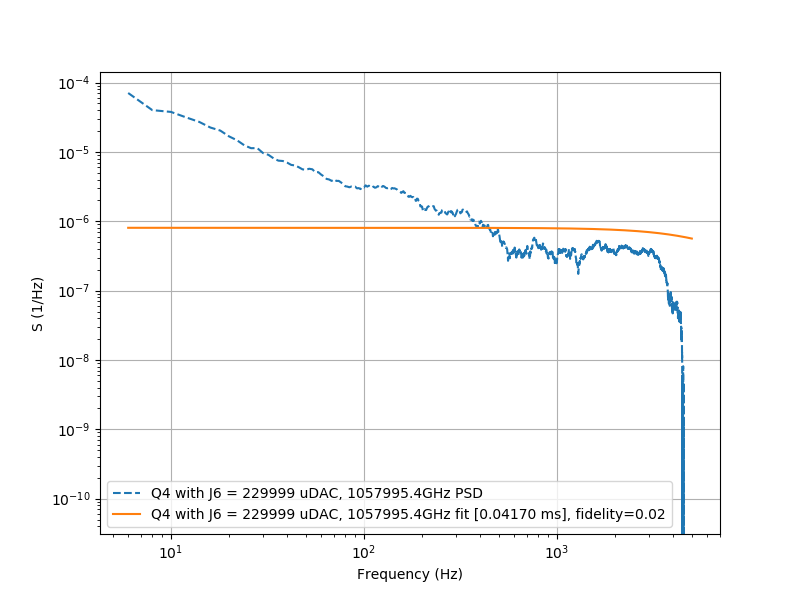 10⁻⁴
10⁻⁵
10⁻⁶
10⁻⁷
10⁻⁸
10⁻⁹
10⁻¹⁰
S (1/Hz)
Q4 with J6 = 229999 uDAC, 1057995.4GHz PSD
Q4 with J6 = 229999 uDAC, 1057995.4GHz fit [0.04170 ms], fidelity=0.02
10¹
10²
10³
Frequency (Hz)